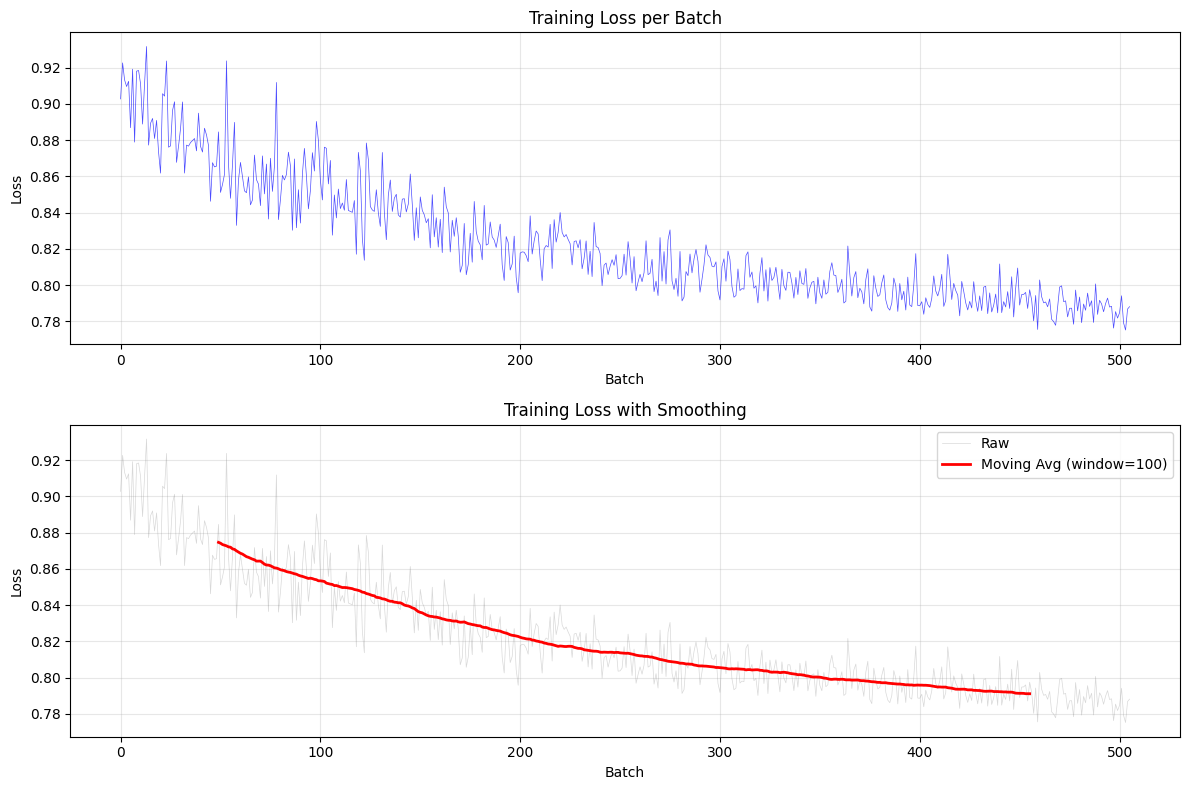 Training Loss per Batch
0.92
0.90
0.88
0.86
0.84
0.82
0.80
0.78
Loss
0 100 200 300 400 500
Batch
Training Loss with Smoothing
Raw
Moving Avg (window=100)
0.92
0.90
0.88
0.86
0.84
0.82
0.80
0.78
Loss
0 100 200 300 400 500
Batch